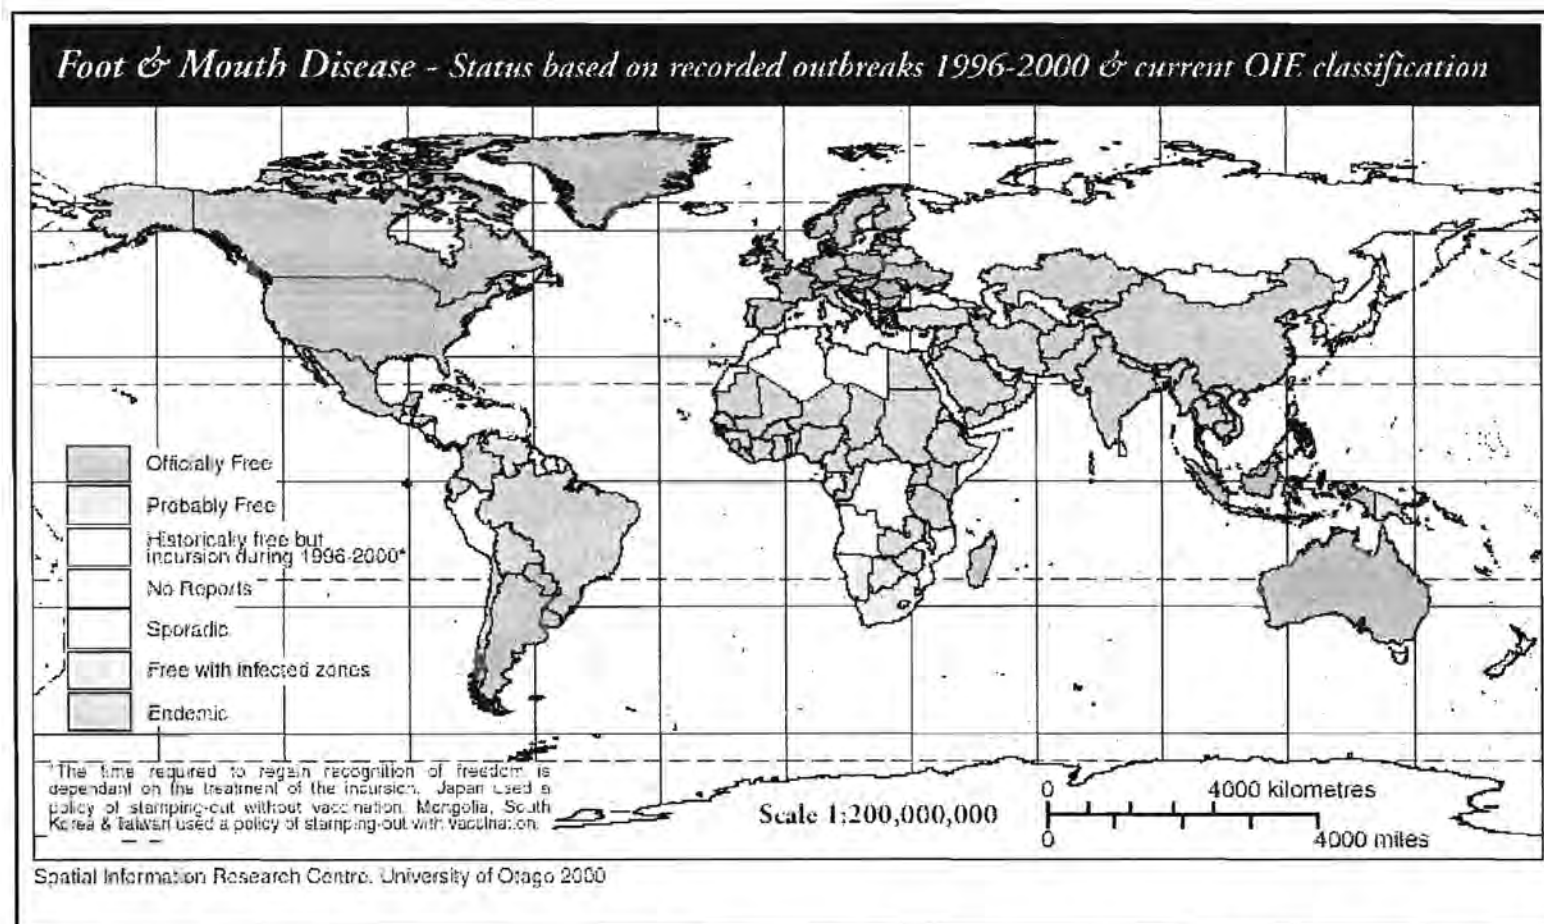 Foot & Mouth Disease - Status based on recorded outbreaks 1996-2000 & current OIE classification
Officially Free
Probably Free
Historically free but
incursion during 1996-2000*
No Reports
Sporadic
Free with infected zones
Endemic
*The time required to regain recognition of freedom is
dependant on the treatment of the incursion. Japan used a
policy of stamping-out without vaccination. Mongolia, South
Korea & Taiwan used a policy of stamping-out with vaccination.
Scale 1:200,000,000
0 4000 kilometres
0 4000 miles
Spatial Information Research Centre, University of Otago 2000